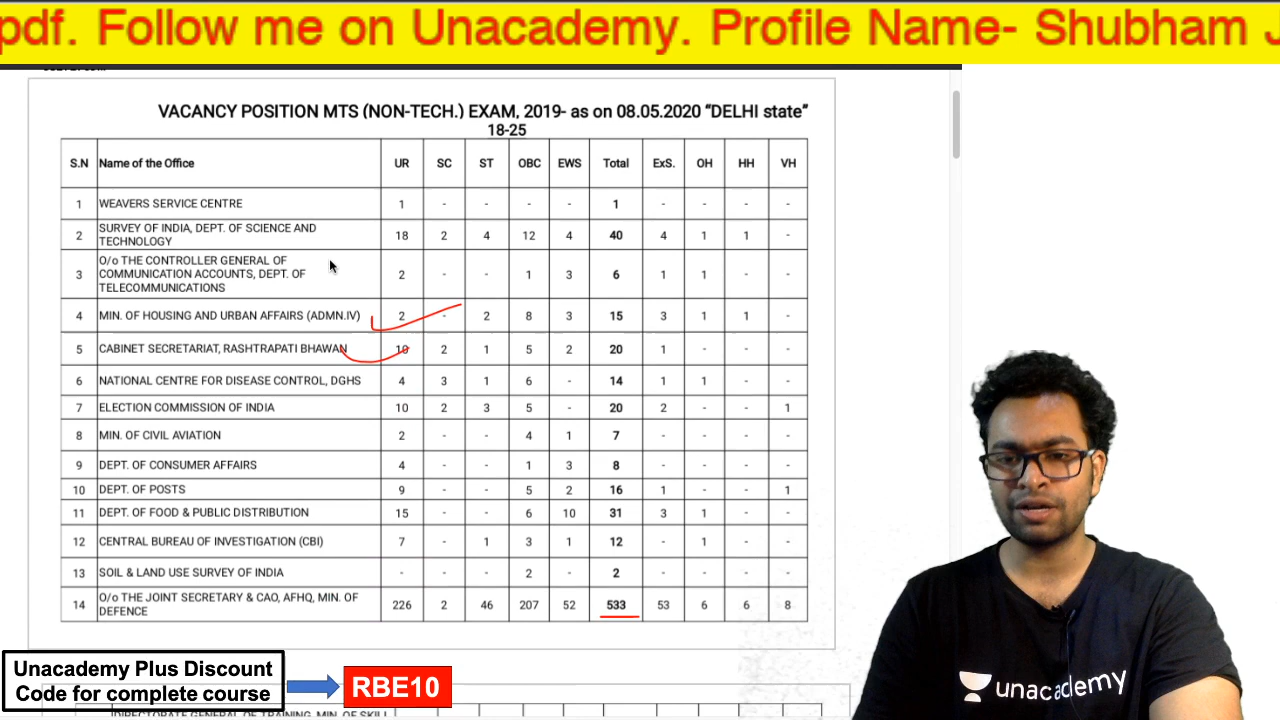 pdf. Follow me on Unacademy. Profile Name- Shubham J
VACANCY POSITION MTS (NON-TECH.) EXAM, 2019- as on 08.05.2020 “DELHI state”
18-25
S.N Name of the Office UR SC ST OBC EWS Total ExS. OH HH VH
1 WEAVERS SERVICE CENTRE 1 - - - - 1 - - - -
2 SURVEY OF INDIA, DEPT. OF SCIENCE AND
TECHNOLOGY 18 2 4 12 4 40 4 1 1 -
3 O/o THE CONTROLLER GENERAL OF
COMMUNICATION ACCOUNTS, DEPT. OF
TELECOMMUNICATIONS 2 - - 1 3 6 1 1 - -
4 MIN. OF HOUSING AND URBAN AFFAIRS (ADMN.IV) 2 - 2 8 3 15 3 1 1 -
5 CABINET SECRETARIAT, RASHTRAPATI BHAWAN 10 2 1 5 2 20 1 - - -
6 NATIONAL CENTRE FOR DISEASE CONTROL, DGHS 4 3 1 6 - 14 1 1 - -
7 ELECTION COMMISSION OF INDIA 10 2 3 5 - 20 2 - - 1
8 MIN. OF CIVIL AVIATION 2 - - 4 1 7 - - - -
9 DEPT. OF CONSUMER AFFAIRS 4 - - 1 3 8 - - - -
10 DEPT. OF POSTS 9 - - 5 2 16 1 - - 1
11 DEPT. OF FOOD & PUBLIC DISTRIBUTION 15 - - 6 10 31 3 1 - -
12 CENTRAL BUREAU OF INVESTIGATION (CBI) 7 - 1 3 1 12 - 1 - -
13 SOIL & LAND USE SURVEY OF INDIA - - - 2 - 2 - - - -
14 O/o THE JOINT SECRETARY & CAO, AFHQ, MIN. OF
DEFENCE 226 2 46 207 52 533 53 6 6 8
Unacademy Plus Discount
Code for complete course
RBE10
unacademy
DIRECTORATE GENERAL OF TRAINING, MIN. OF SKILL